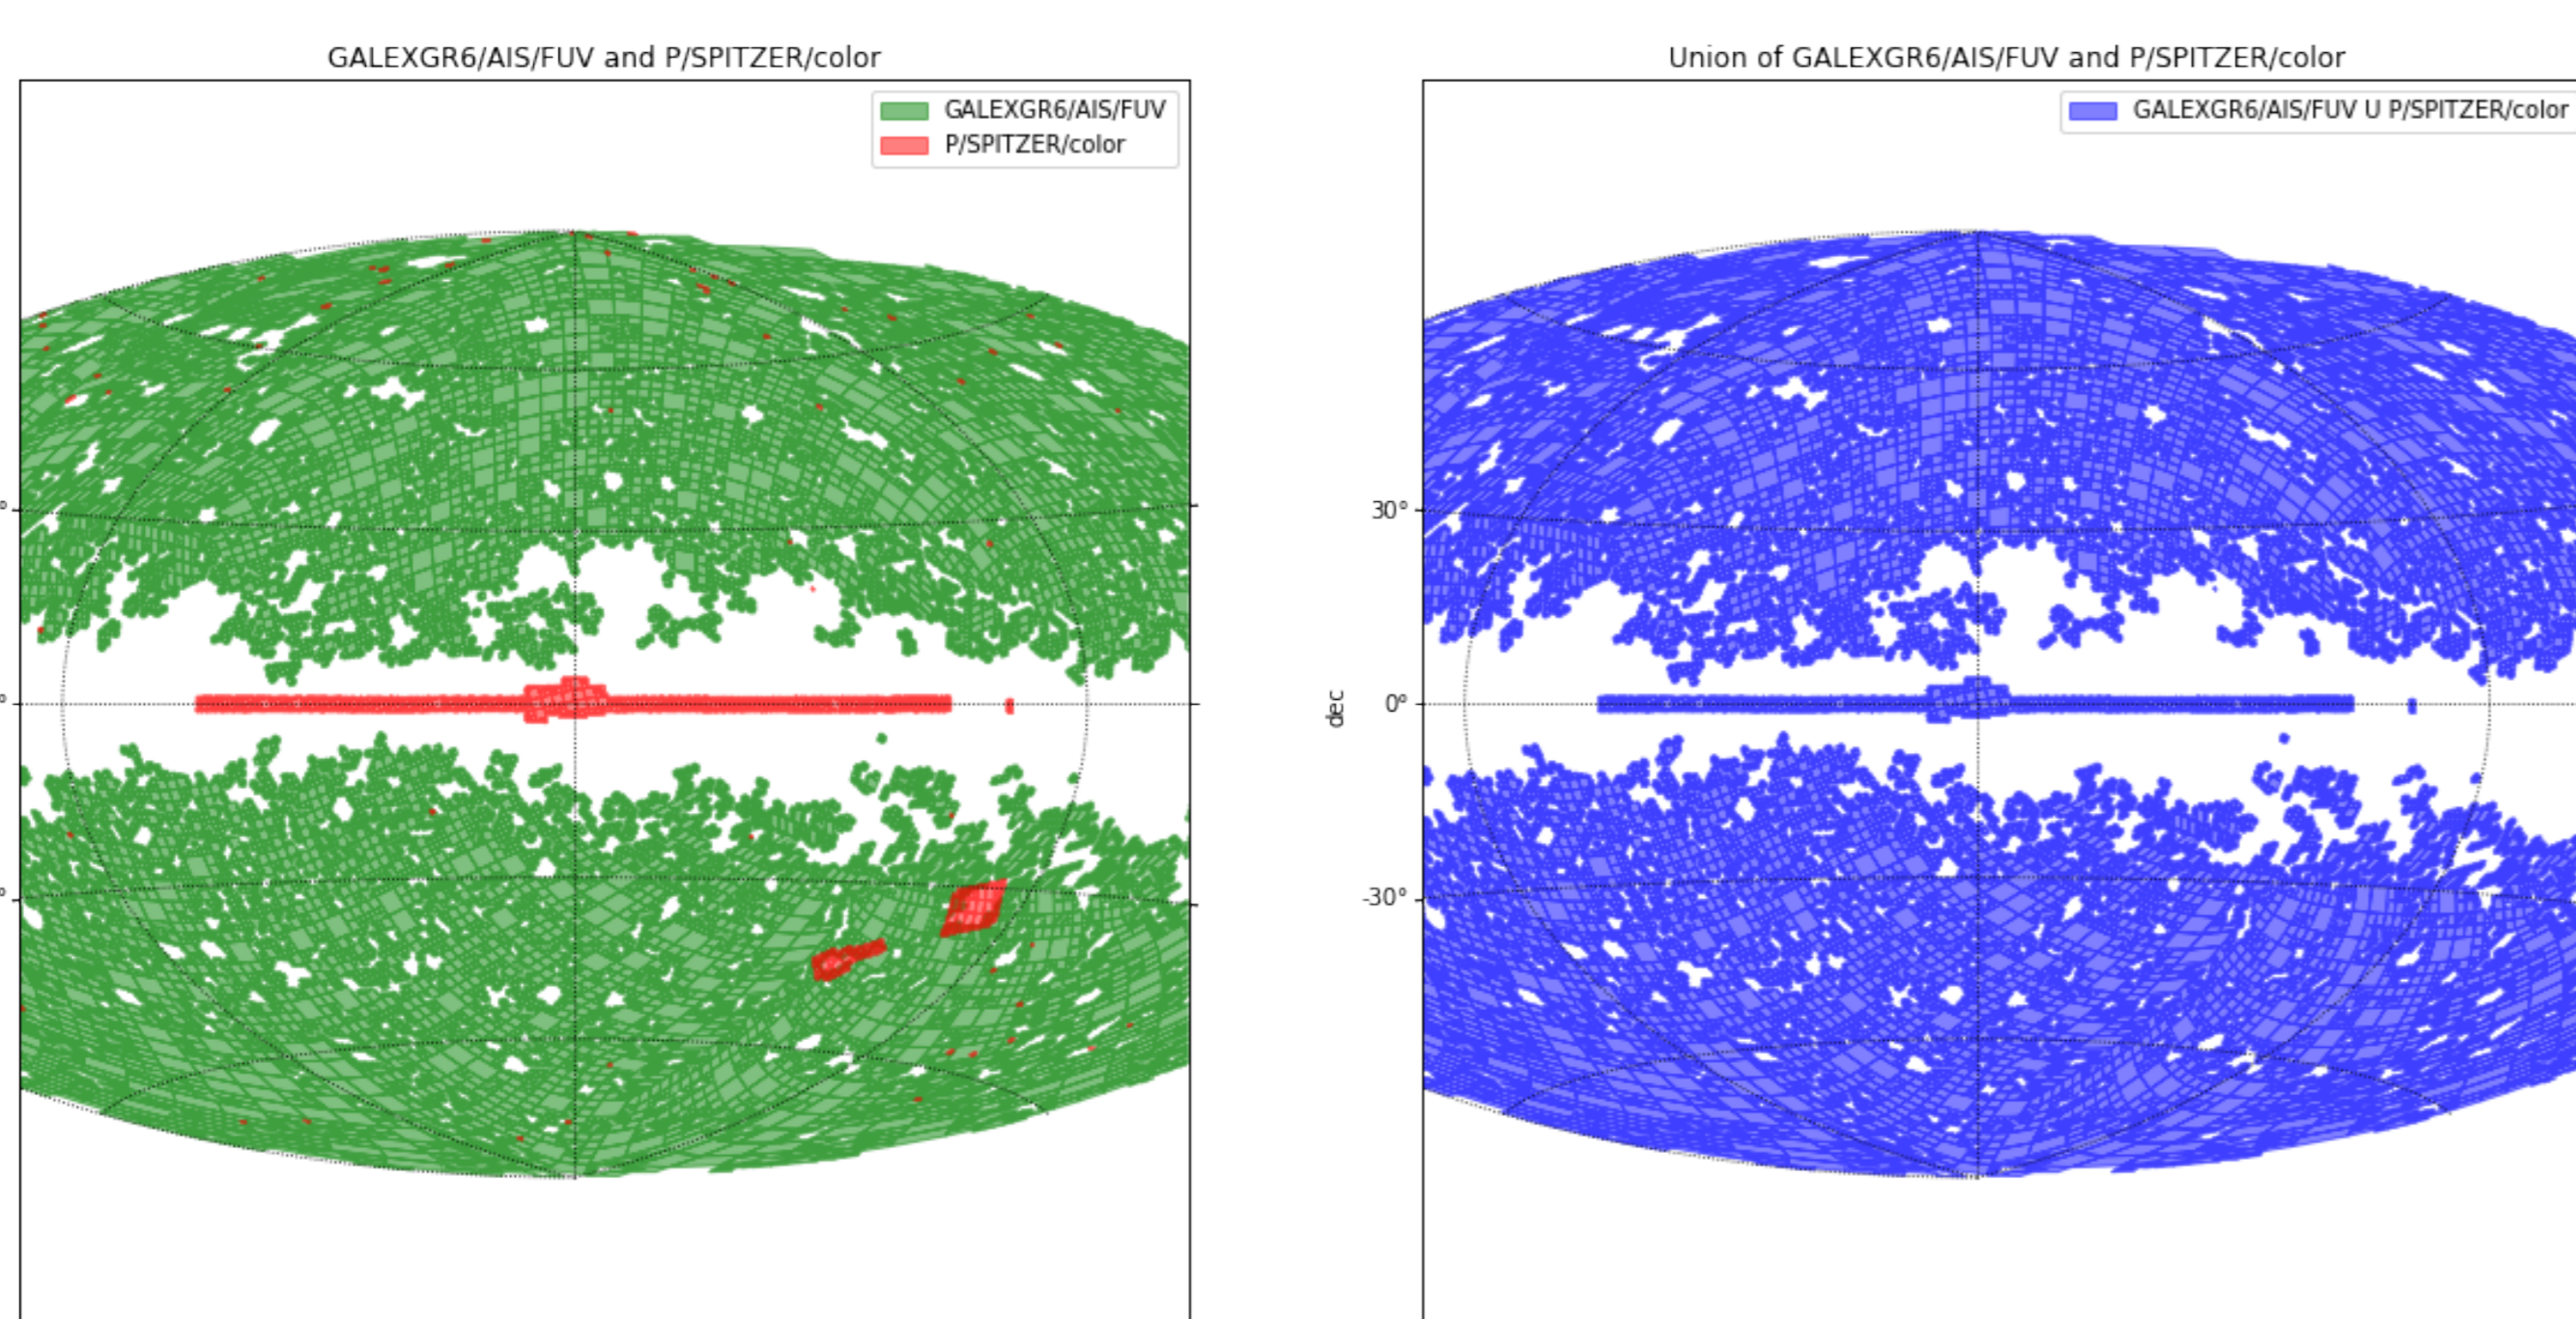 GALEXGR6/AIS/FUV and P/SPITZER/color
GALEXGR6/AIS/FUV
P/SPITZER/color
Union of GALEXGR6/AIS/FUV and P/SPITZER/color
GALEXGR6/AIS/FUV U P/SPITZER/color
30°
0°
-30°
dec